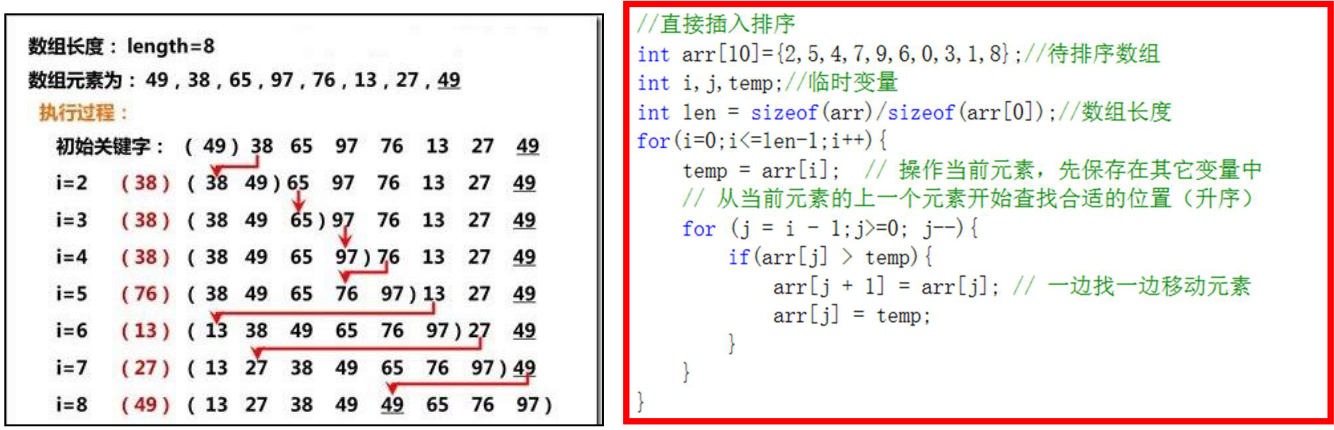 数组长度：length=8
数组元素为：49，38，65，97，76，13，27，49
执行过程：
初始关键字：（49）38 65 97 76 13 27 49
i=2 （38）（38 49）65 97 76 13 27 49
i=3 （38）（38 49 65）97 76 13 27 49
i=4 （38）（38 49 65 97）76 13 27 49
i=5 （76）（38 49 65 76 97）13 27 49
i=6 （13）（13 38 49 65 76 97）27 49
i=7 （27）（13 27 38 49 65 76 97）49
i=8 （49）（13 27 38 49 49 65 76 97）
//直接插入排序
int arr[10]={2,5,4,7,9,6,0,3,1,8};//待排序数组
int i,j,temp;//临时变量
int len = sizeof(arr)/sizeof(arr[0]);//数组长度
for(i=0;i<=len-1;i++){
temp = arr[i]; // 操作当前元素，先保存在其它变量中
// 从当前元素的上一个元素开始查找合适的位置（升序）
for (j = i - 1;j>=0; j--){
if(arr[j] > temp){
arr[j + 1] = arr[j]; // 一边找一边移动元素
arr[j] = temp;
}
}
}